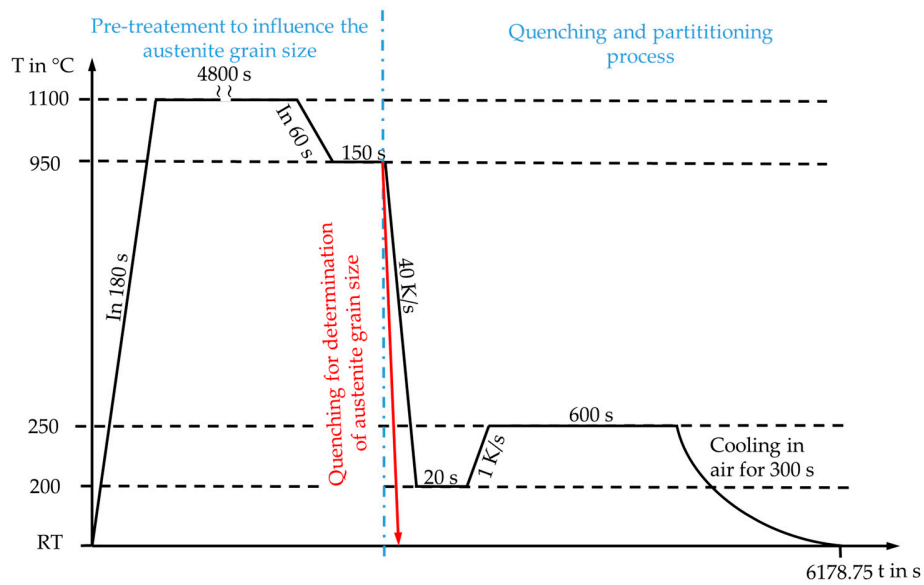 Pre-treatement to influence the
austenite grain size
Quenching and partititioning
process
T in °C
4800 s
1100
In 60 s
950
150 s
In 180 s
Quenching for determination
of austenite grain size
40 K/s
250
600 s
1 K/s
Cooling in
air for 300 s
200
20 s
RT
6178.75 t in s